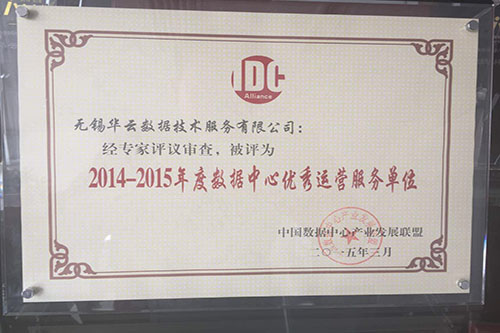 IDC
Alliance
无锡华云数据技术服务有限公司：
经专家评议审查，被评为
2014-2015年度数据中心优秀运营服务单位
中国数据中心产业发展联盟
二〇一五年三月